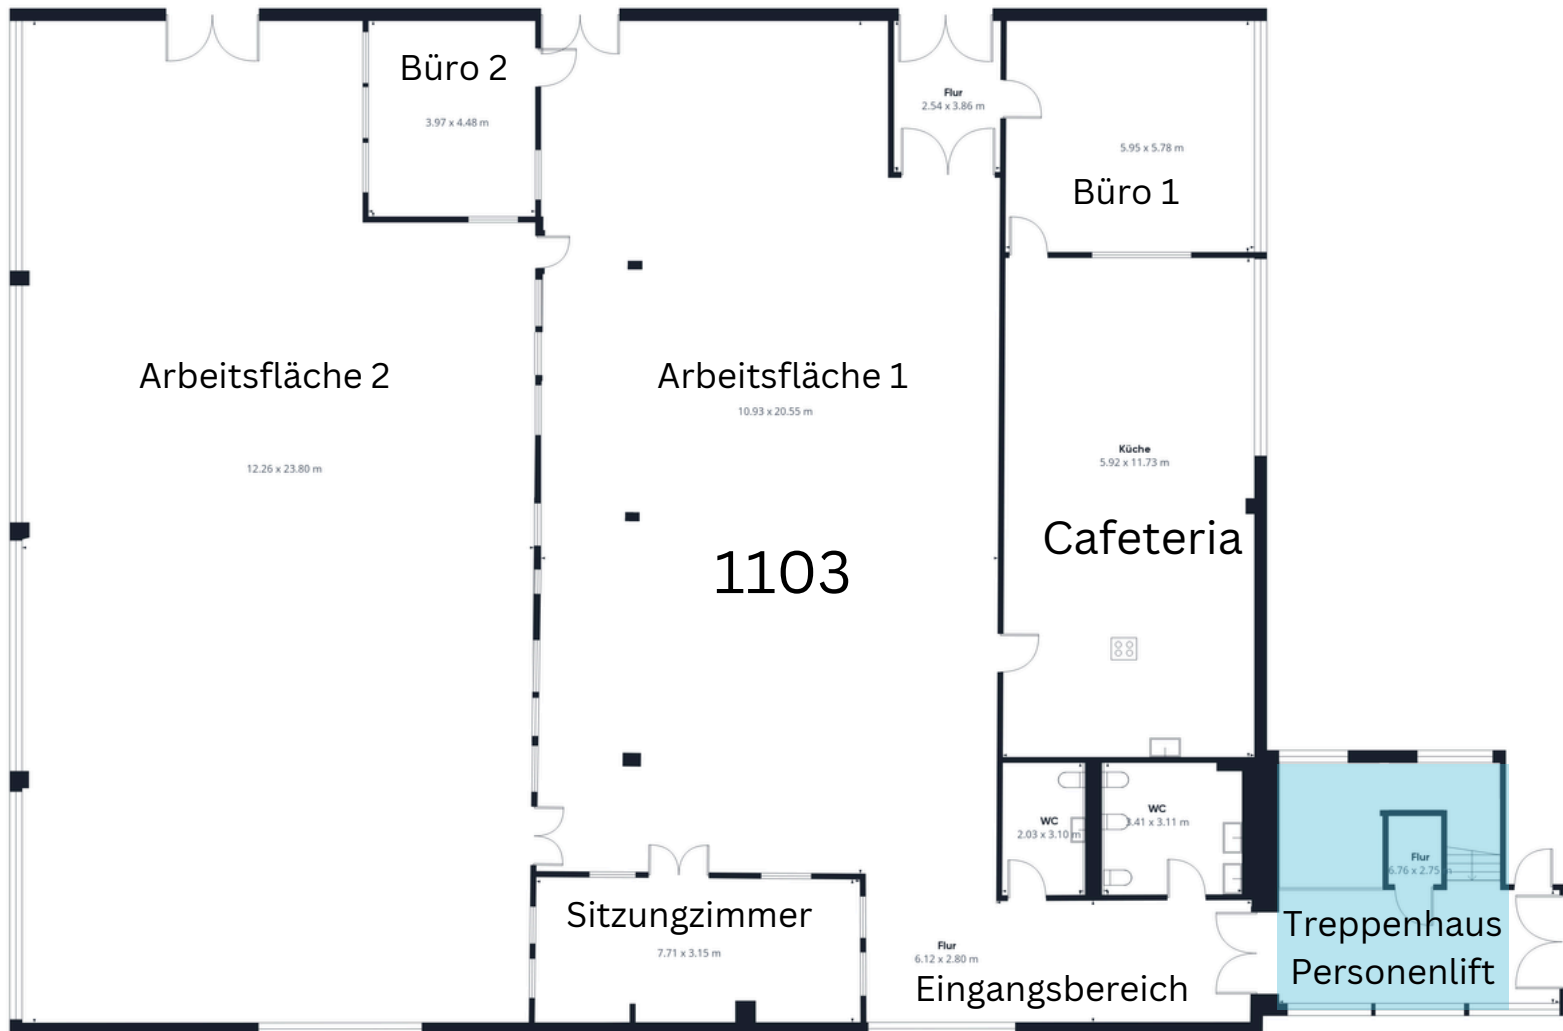 Büro 2
3.97 x 4.48 m
Flur
2.54 x 3.86 m
5.95 x 5.78 m
Büro 1
Arbeitsfläche 2
12.26 x 23.80 m
Arbeitsfläche 1
10.93 x 20.55 m
Küche
5.92 x 11.73 m
Cafeteria
1103
WC
2.03 x 3.10 m
WC
3.41 x 3.11 m
Flur
6.76 x 2.75 m
Sitzungzimmer
7.71 x 3.15 m
Flur
6.12 x 2.80 m
Eingangsbereich
Treppenhaus
Personenlift